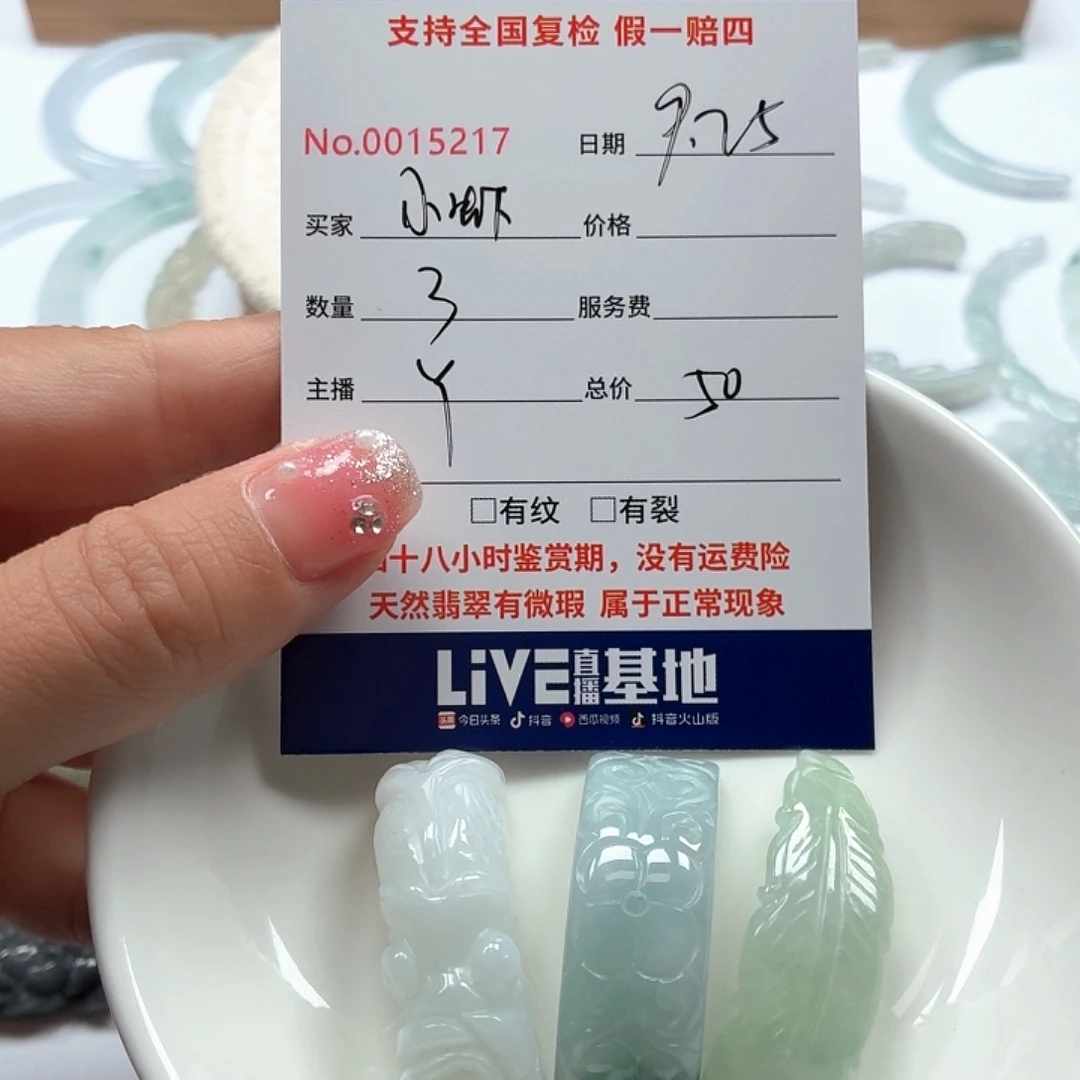 支持全国复检 假一赔四
No.0015217 日期 9.25
买家 小虾 价格
数量 3 服务费
主播 Y 总价 50
□有纹 □有裂
十八小时鉴赏期，没有运费险
天然翡翠有微瑕 属于正常现象
LiVE直播基地
头条 今日头条 抖音 西瓜视频 抖音火山版